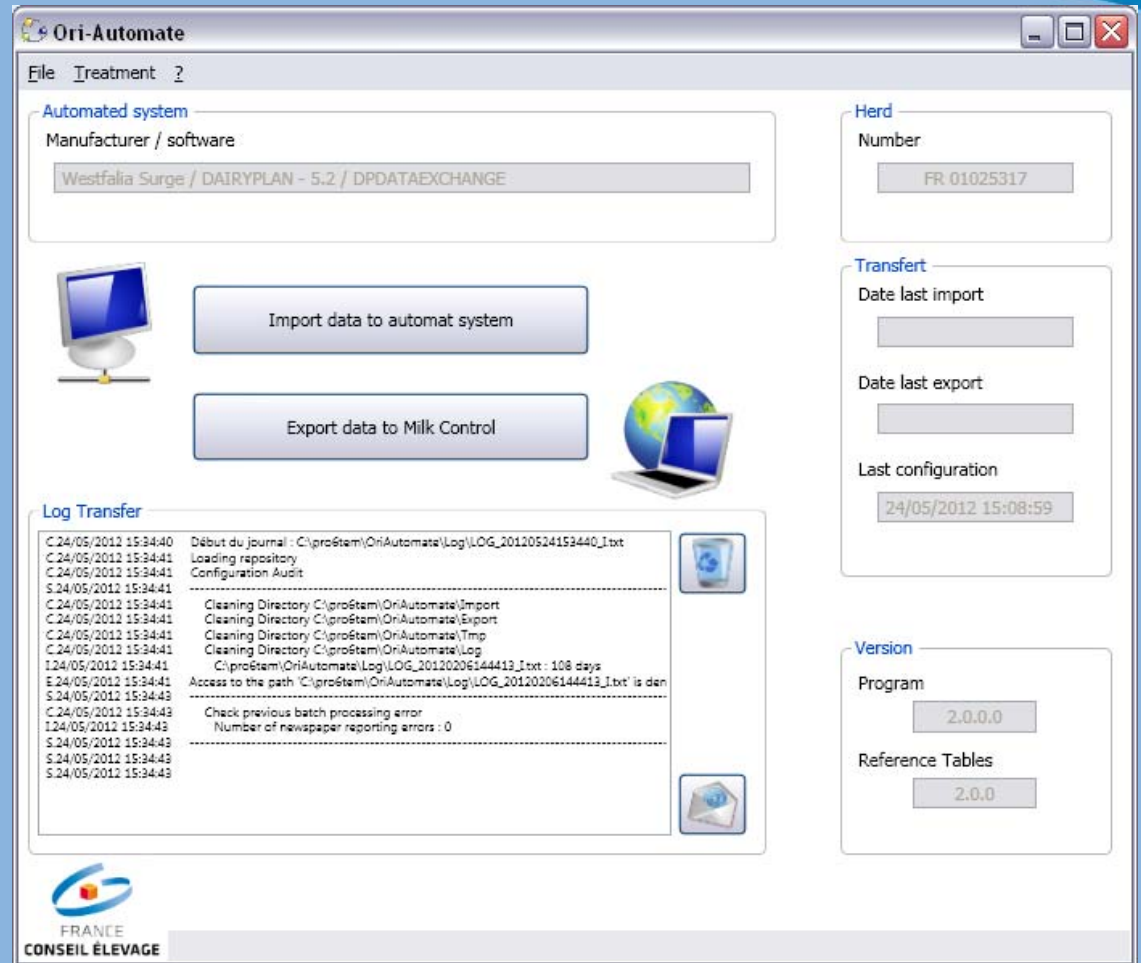 Ori-Automate
File Treatment ?
Automated system
Manufacturer / software
Westfalia Surge / DAIRYPLAN - 5.2 / DPDATAEXCHANGE
Herd
Number
FR 01025317
Import data to automat system
Export data to Milk Control
Transfert
Date last import
Date last export
Last configuration
24/05/2012 15:08:59
Log Transfer
C.24/05/2012 15:34:40 Début du journal : C:\pro6tem\OriAutomate\Log\LOG_20120524153440_I.txt
C.24/05/2012 15:34:41 Loading repository
C.24/05/2012 15:34:41 Configuration Audit
S.24/05/2012 15:34:41 ----------------------------------------------------------------
C.24/05/2012 15:34:41 Cleaning Directory C:\pro6tem\OriAutomate\Import
C.24/05/2012 15:34:41 Cleaning Directory C:\pro6tem\OriAutomate\Export
C.24/05/2012 15:34:41 Cleaning Directory C:\pro6tem\OriAutomate\Tmp
C.24/05/2012 15:34:41 Cleaning Directory C:\pro6tem\OriAutomate\Log
I.24/05/2012 15:34:41 C:\pro6tem\OriAutomate\Log\LOG_20120206144413_I.txt : 108 days
E.24/05/2012 15:34:41 Access to the path 'C:\pro6tem\OriAutomate\Log\LOG_20120206144413_I.txt' is den
S.24/05/2012 15:34:43 ----------------------------------------------------------------
C.24/05/2012 15:34:43 Check previous batch processing error
I.24/05/2012 15:34:43 Number of newspaper reporting errors : 0
S.24/05/2012 15:34:43 ----------------------------------------------------------------
S.24/05/2012 15:34:43
S.24/05/2012 15:34:43
Version
Program
2.0.0.0
Reference Tables
2.0.0
FRANCE
CONSEIL ÉLEVAGE